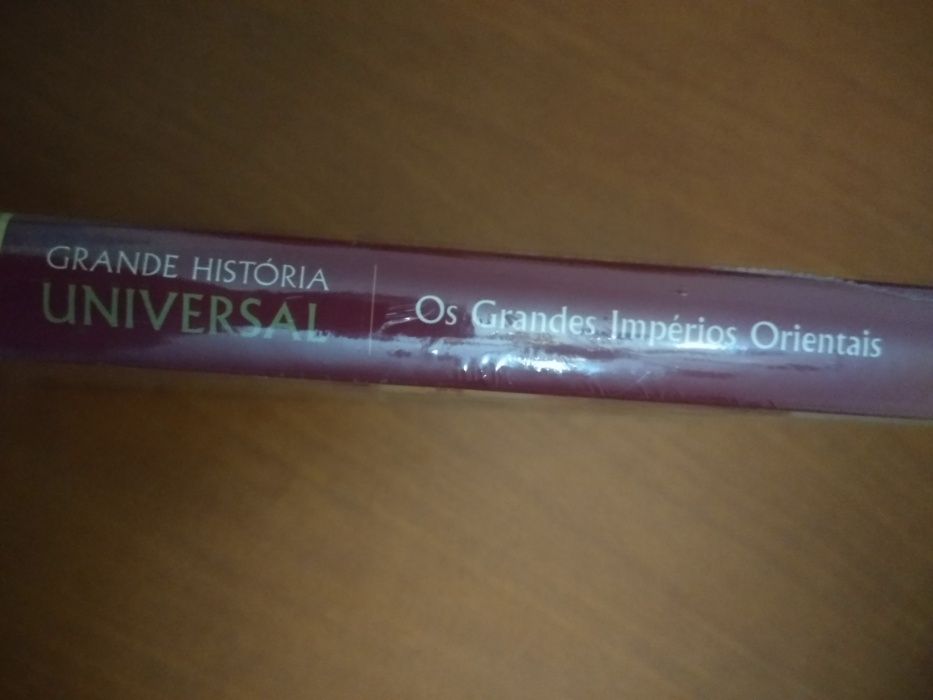 GRANDE HISTÓRIA
UNIVERSAL
Os Grandes Impérios Orientais